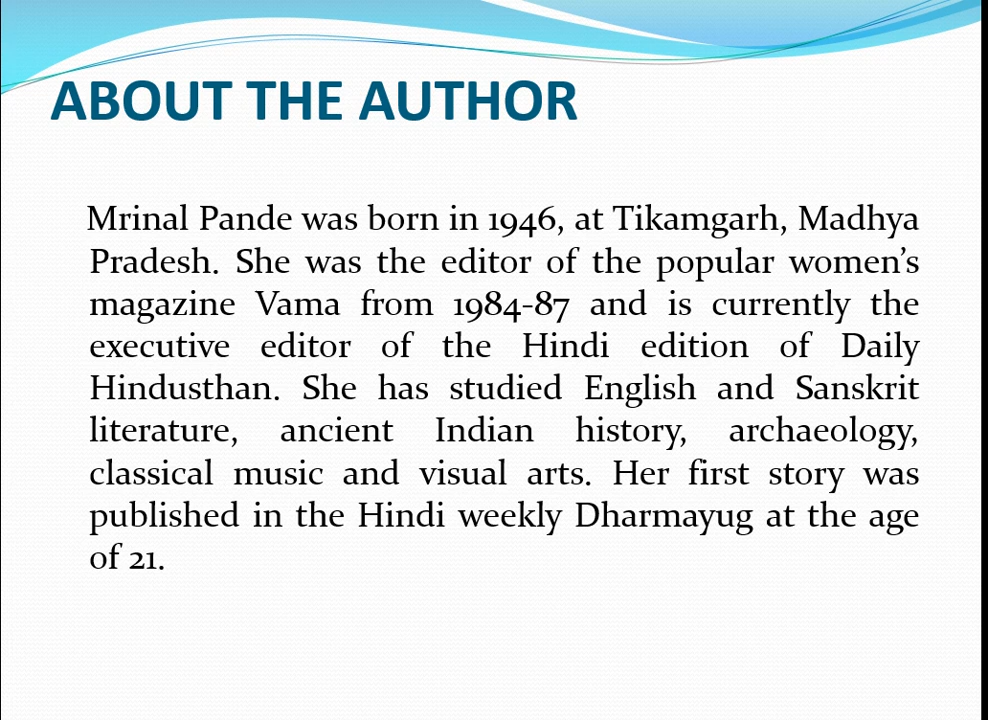 ABOUT THE AUTHOR
Mrinal Pande was born in 1946, at Tikamgarh, Madhya
Pradesh. She was the editor of the popular women’s
magazine Vama from 1984-87 and is currently the
executive editor of the Hindi edition of Daily
Hindusthan. She has studied English and Sanskrit
literature, ancient Indian history, archaeology,
classical music and visual arts. Her first story was
published in the Hindi weekly Dharmayug at the age
of 21.